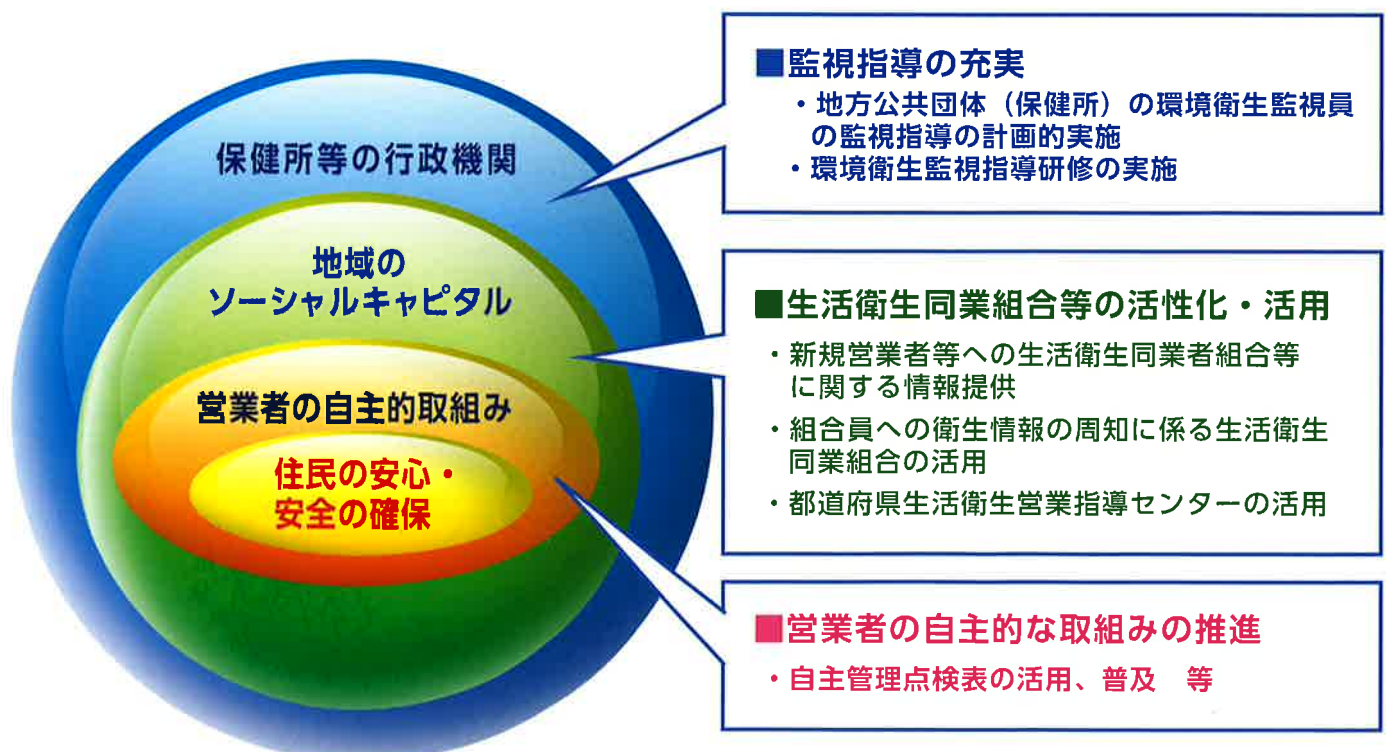 保健所等の行政機関
地域の
ソーシャルキャピタル
営業者の自主的取組み
住民の安心・
安全の確保
■監視指導の充実
・地方公共団体（保健所）の環境衛生監視員
の監視指導の計画的実施
・環境衛生監視指導研修の実施
■生活衛生同業組合等の活性化・活用
・新規営業者等への生活衛生同業者組合等
に関する情報提供
・組合員への衛生情報の周知に係る生活衛生
同業組合の活用
・都道府県生活衛生営業指導センターの活用
■営業者の自主的な取組みの推進
・自主管理点検表の活用、普及　等